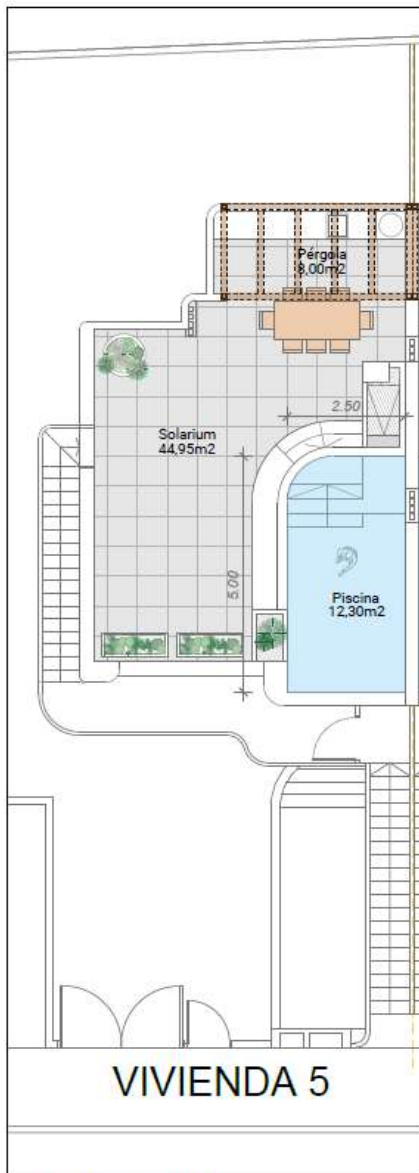 Pérgola
8,00m2
2.50
Solarium
44,95m2
5.00
Piscina
12,30m2
VIVIENDA 5